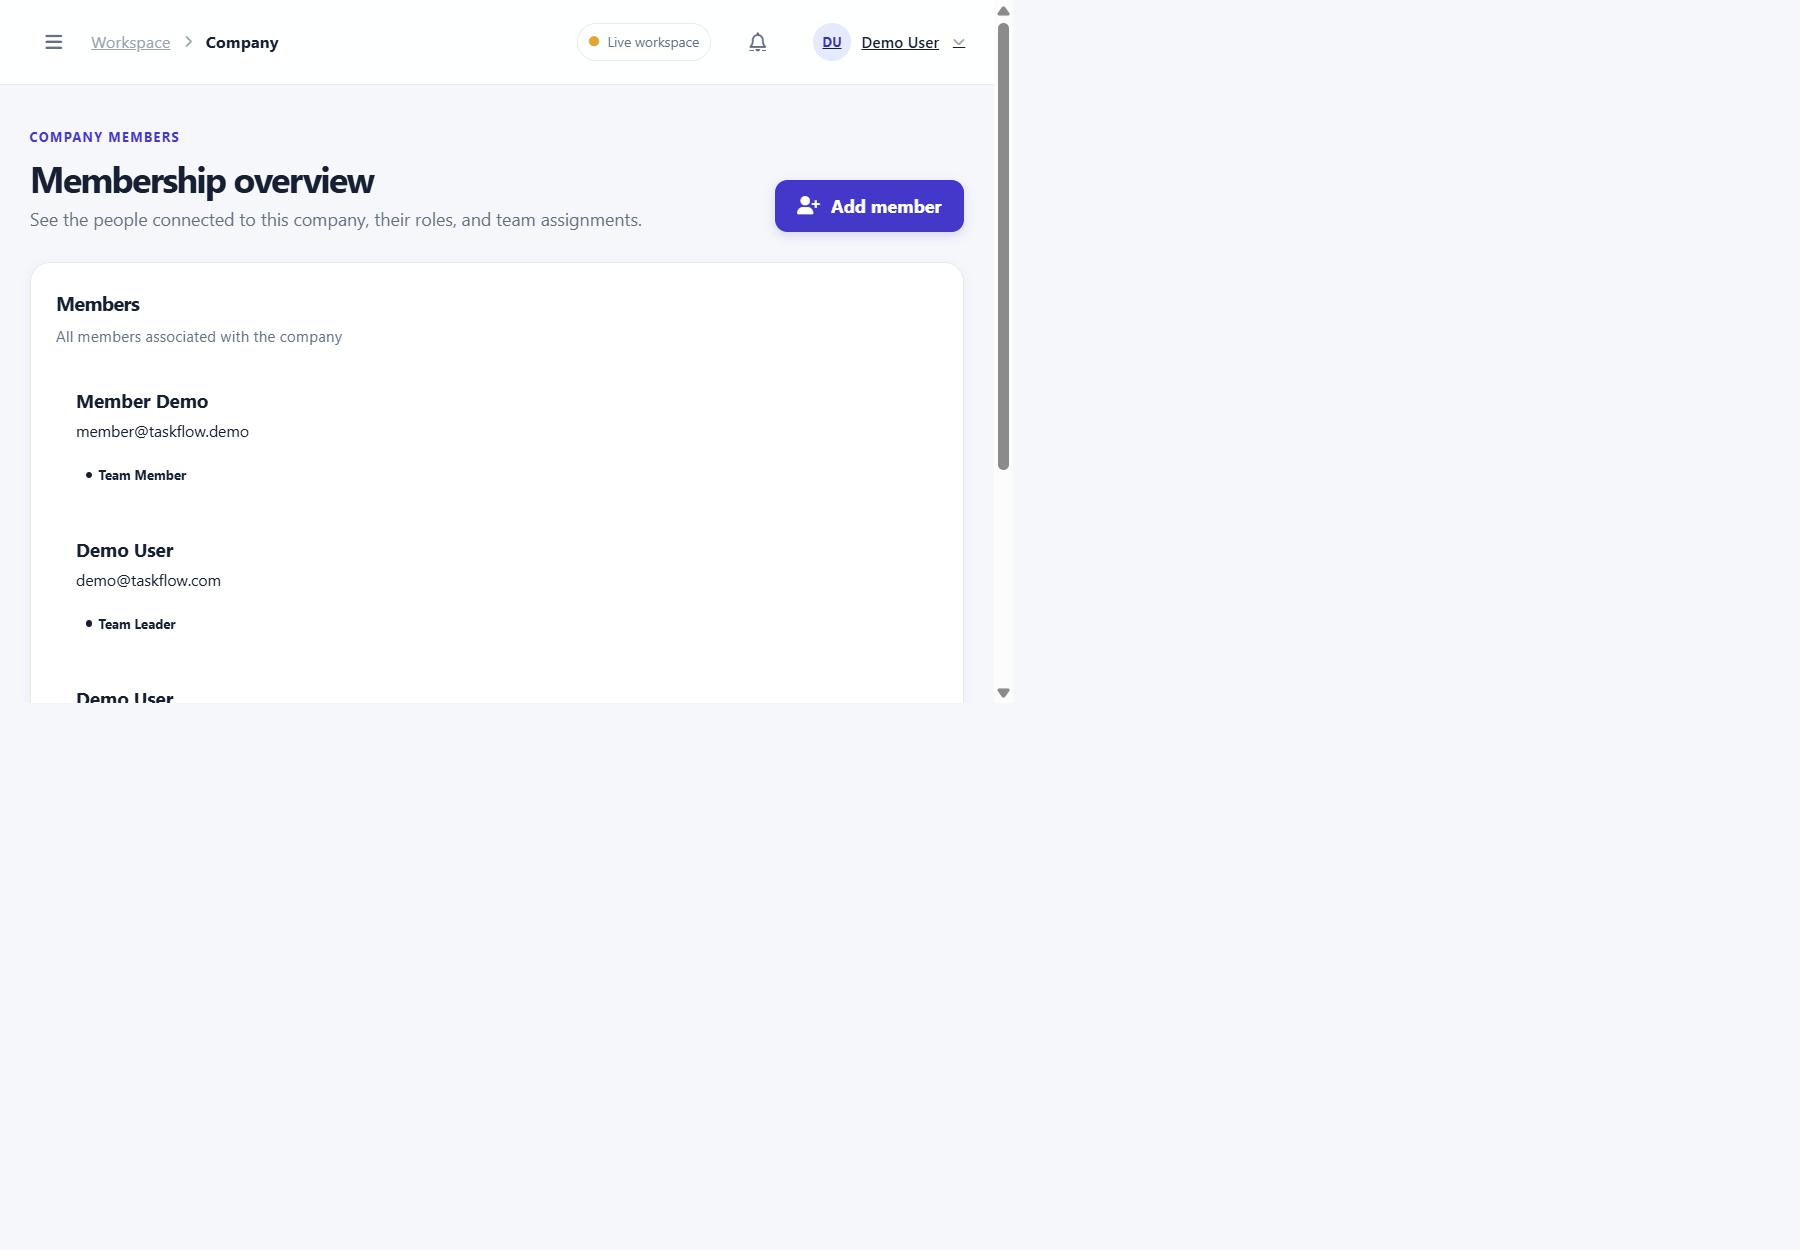 Workspace > Company
Live workspace
DU Demo User
COMPANY MEMBERS
Membership overview
See the people connected to this company, their roles, and team assignments.
Add member
Members
All members associated with the company
Member Demo
member@taskflow.demo
• Team Member
Demo User
demo@taskflow.com
• Team Leader
Demo User